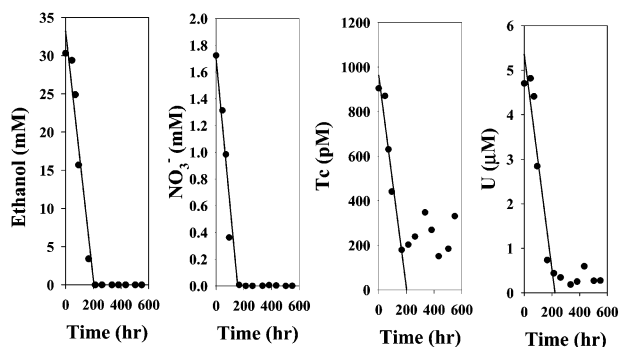 Ethanol (mM)
35
30
25
20
15
10
5
0
0 200 400 600
Time (hr)
NO₃⁻ (mM)
2.0
1.8
1.6
1.4
1.2
1.0
0.8
0.6
0.4
0.2
0.0
0 200 400 600
Time (hr)
Tc (pM)
1200
1000
800
600
400
200
0
0 200 400 600
Time (hr)
U (μM)
6
5
4
3
2
1
0
0 200 400 600
Time (hr)